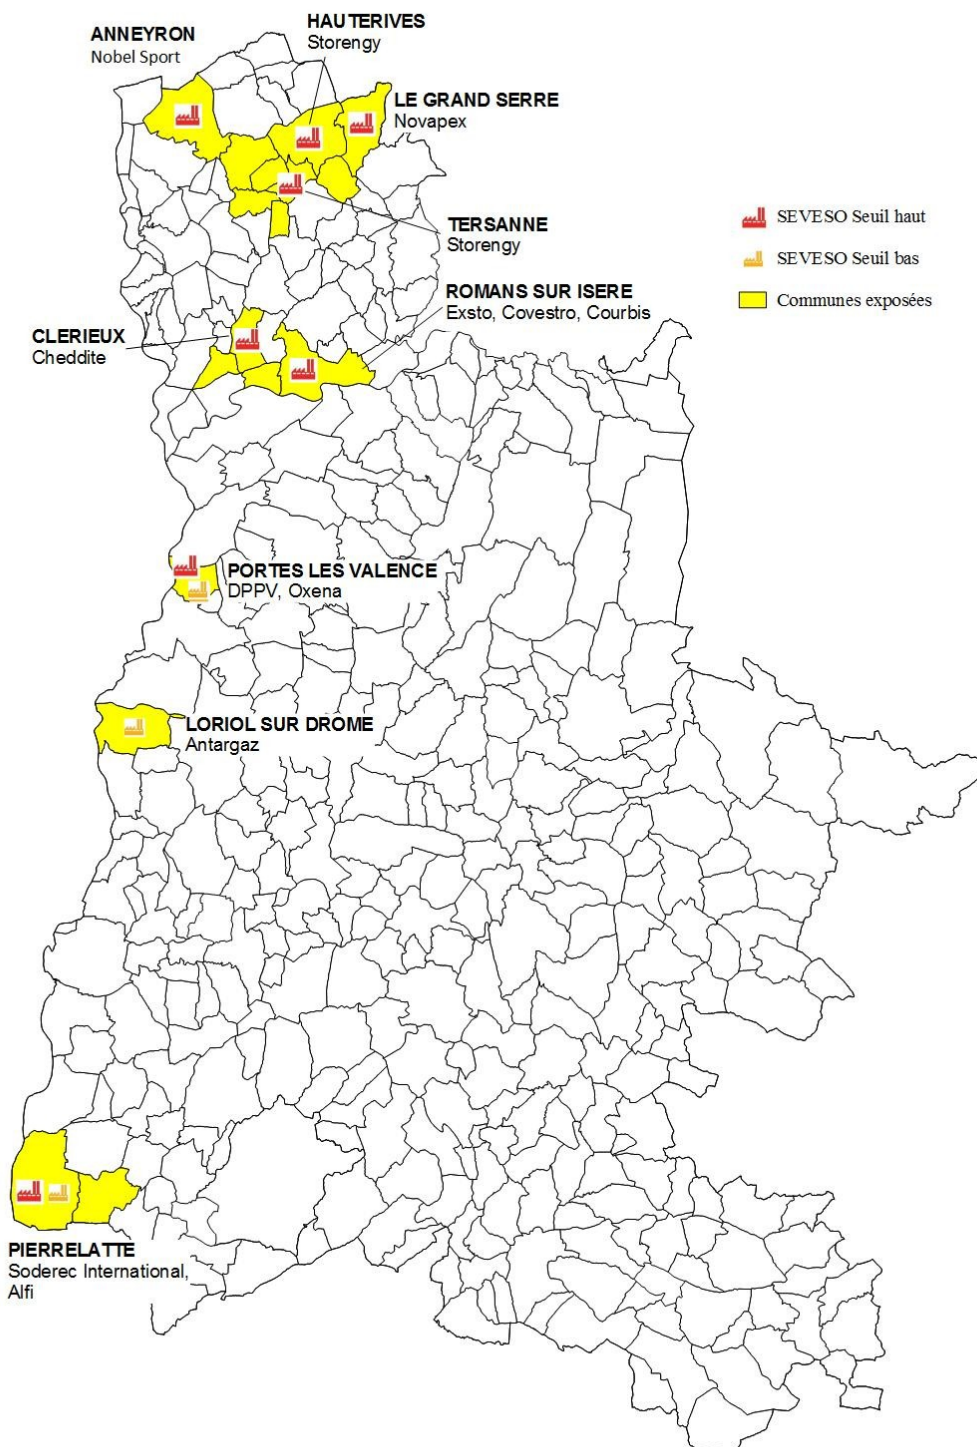 HAUTERIVES
Storengy
ANNEYRON
Nobel Sport
LE GRAND SERRE
Novapex
TERSANNE
Storengy
SEVESO Seuil haut
SEVESO Seuil bas
Communes exposées
ROMANS SUR ISERE
Exsto, Covestro, Courbis
CLERIEUX
Cheddite
PORTES LES VALENCE
DPPV, Oxena
LORIOL SUR DROME
Antargaz
PIERRELATTE
Soderec International,
Alfi